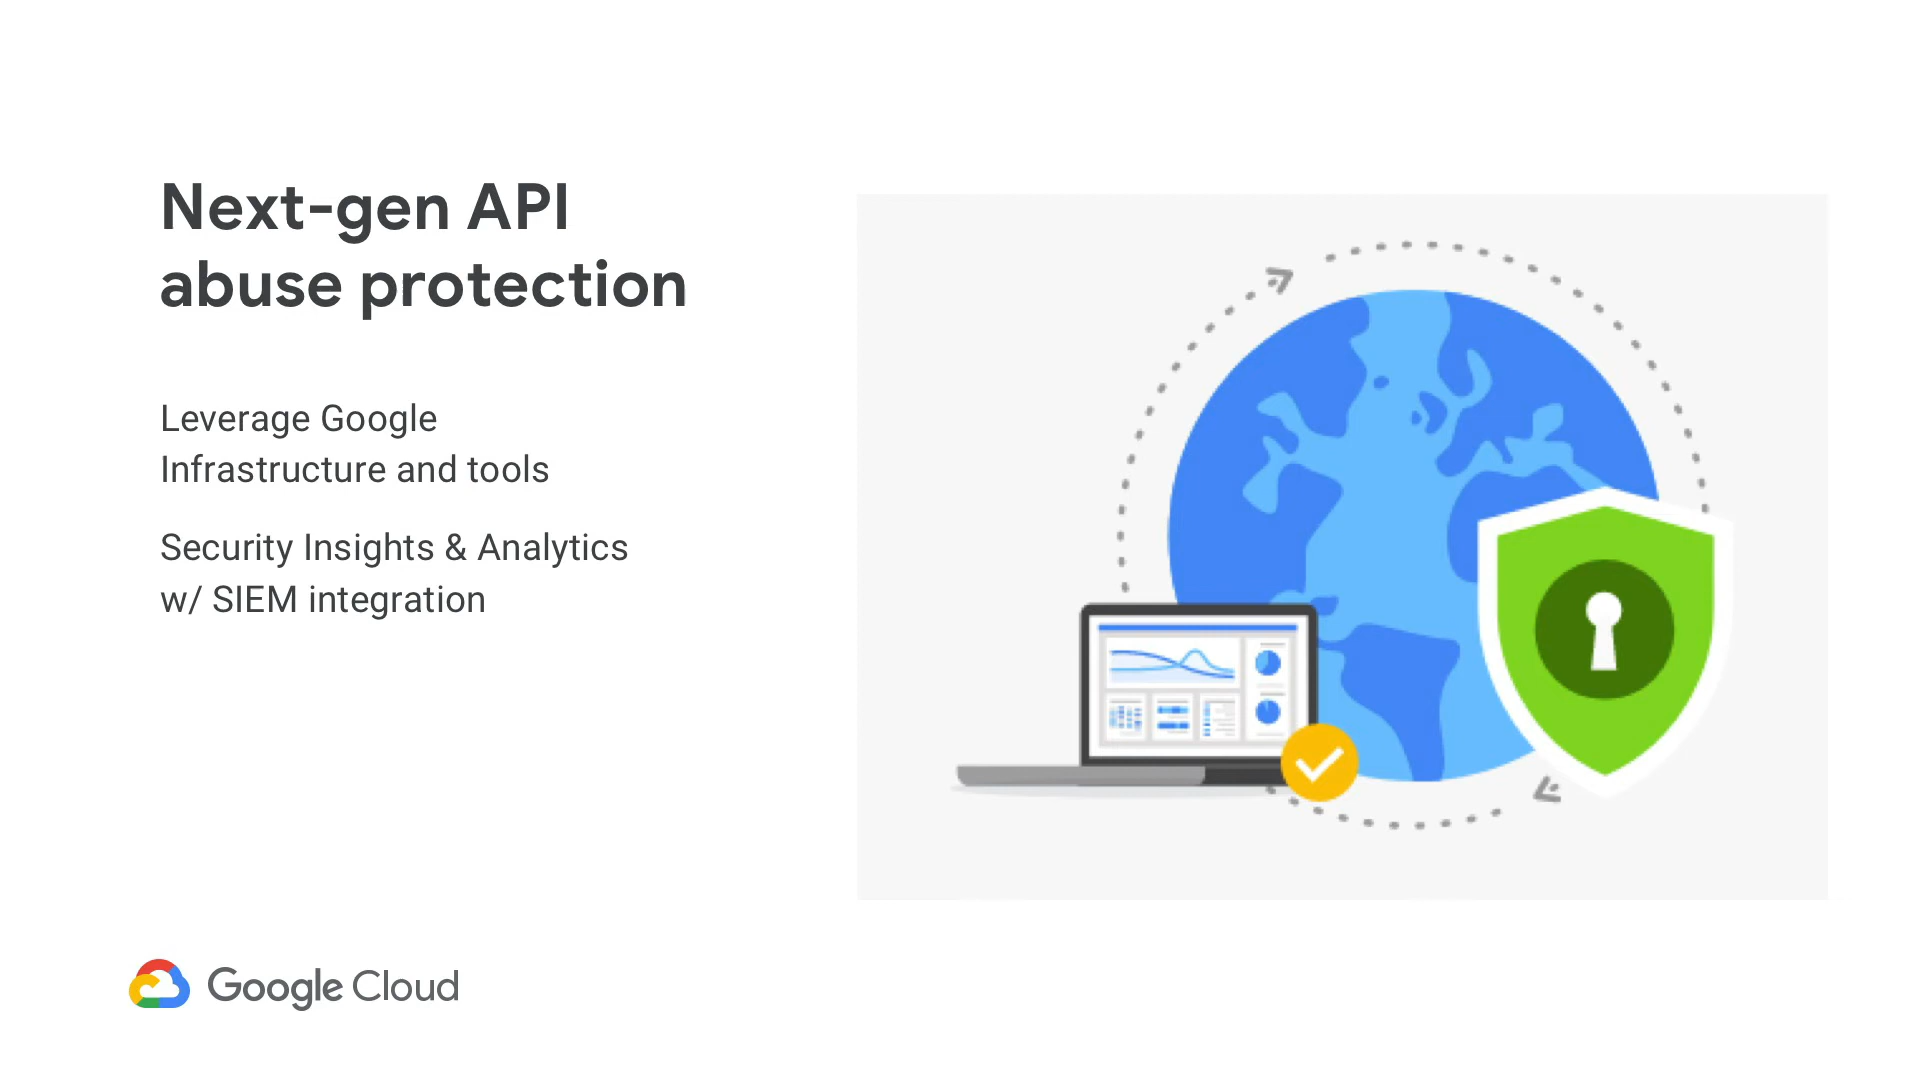 Next-gen API
abuse protection
Leverage Google
Infrastructure and tools
Security Insights & Analytics
w/ SIEM integration
Google Cloud